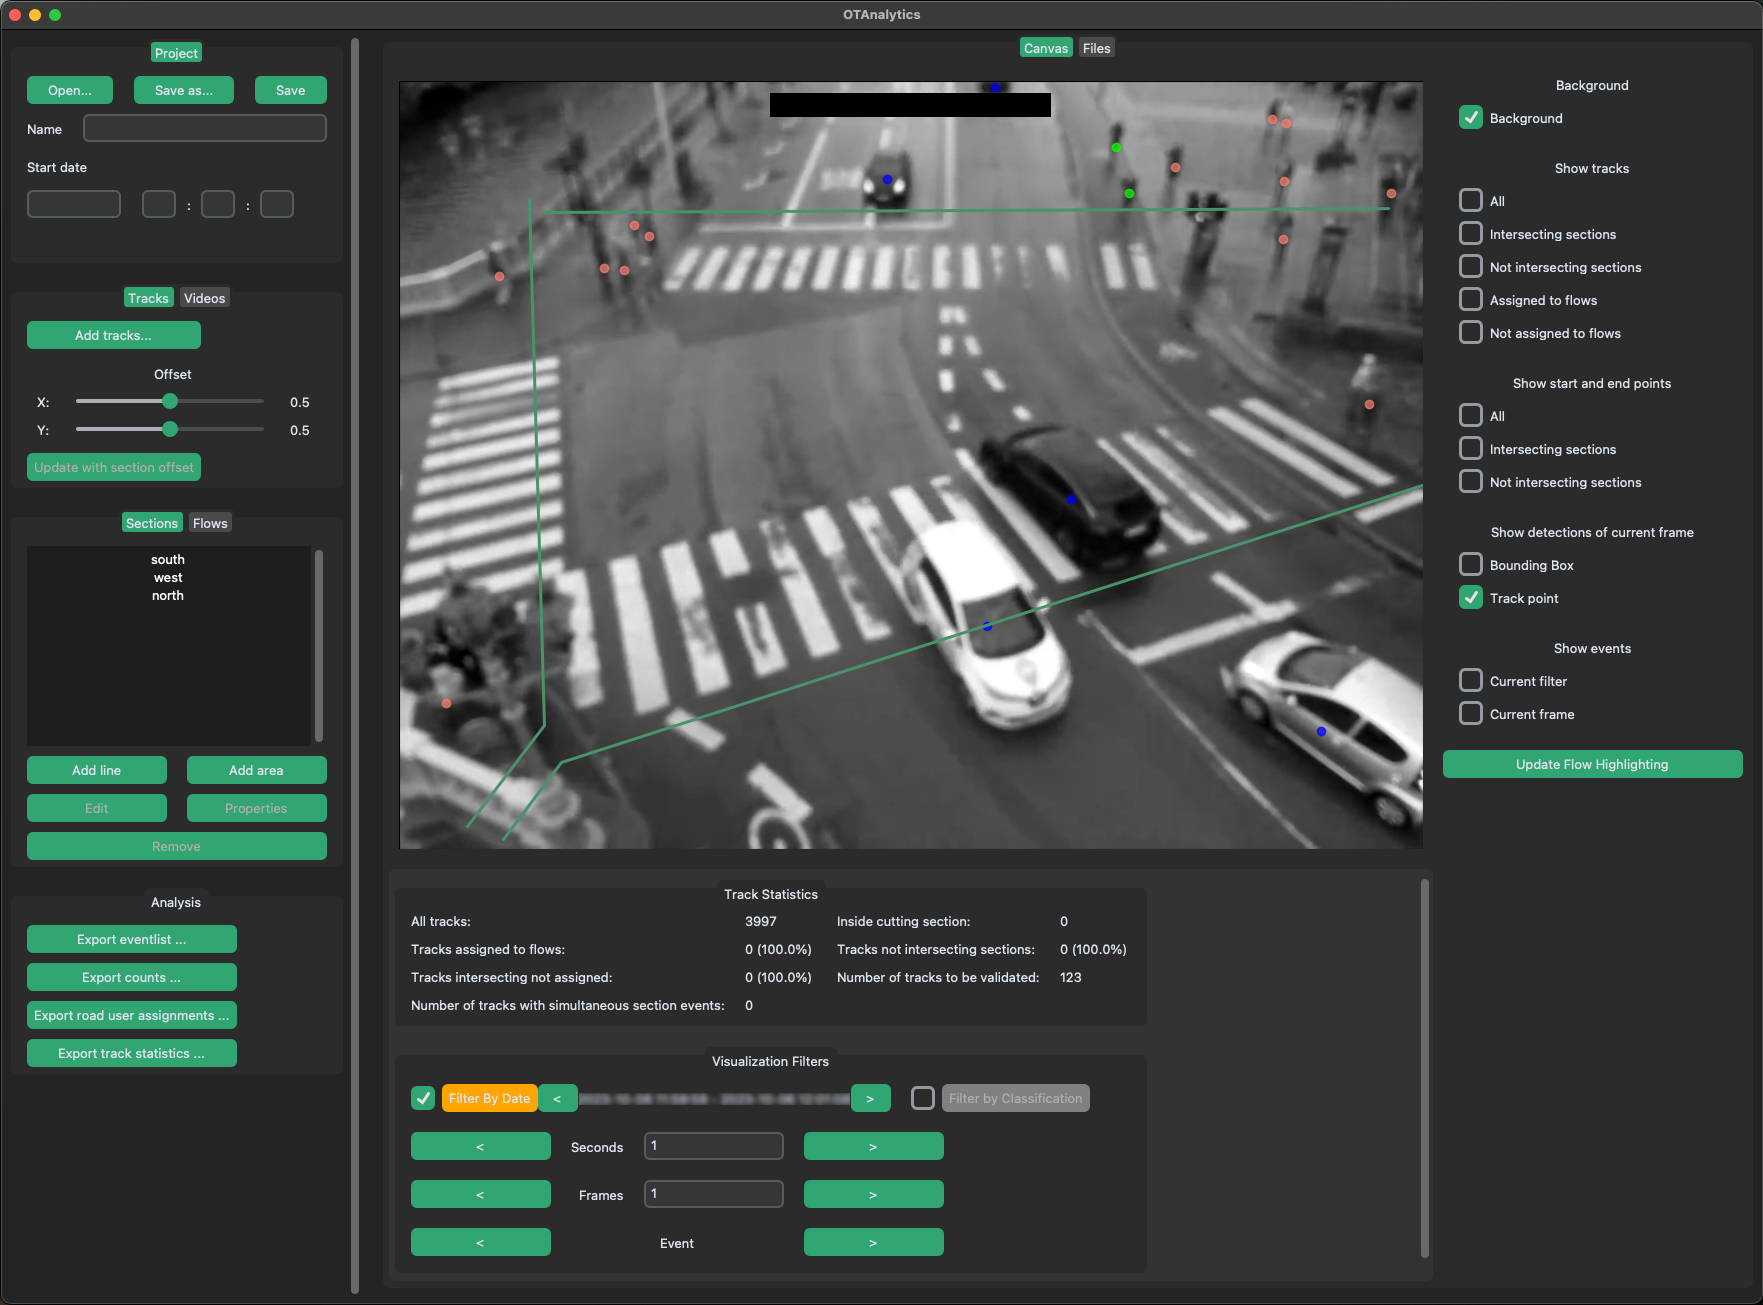 OTAnalytics
Project
Open... Save as... Save
Name
Start date
: :
Tracks Videos
Add tracks...
Offset
X: 0.5
Y: 0.5
Update with section offset
Sections Flows
south
west
north
Add line Add area
Edit Properties
Remove
Analysis
Export eventlist ...
Export counts ...
Export road user assignments ...
Export track statistics ...
Canvas Files
Background
Background
Show tracks
All
Intersecting sections
Not intersecting sections
Assigned to flows
Not assigned to flows
Show start and end points
All
Intersecting sections
Not intersecting sections
Show detections of current frame
Bounding Box
Track point
Show events
Current filter
Current frame
Update Flow Highlighting
Track Statistics
All tracks: 3997 Inside cutting section: 0
Tracks assigned to flows: 0 (100.0%) Tracks not intersecting sections: 0 (100.0%)
Tracks intersecting not assigned: 0 (100.0%) Number of tracks to be validated: 123
Number of tracks with simultaneous section events: 0
Visualization Filters
Filter By Date < > Filter by Classification
< Seconds 1 >
< Frames 1 >
< Event >